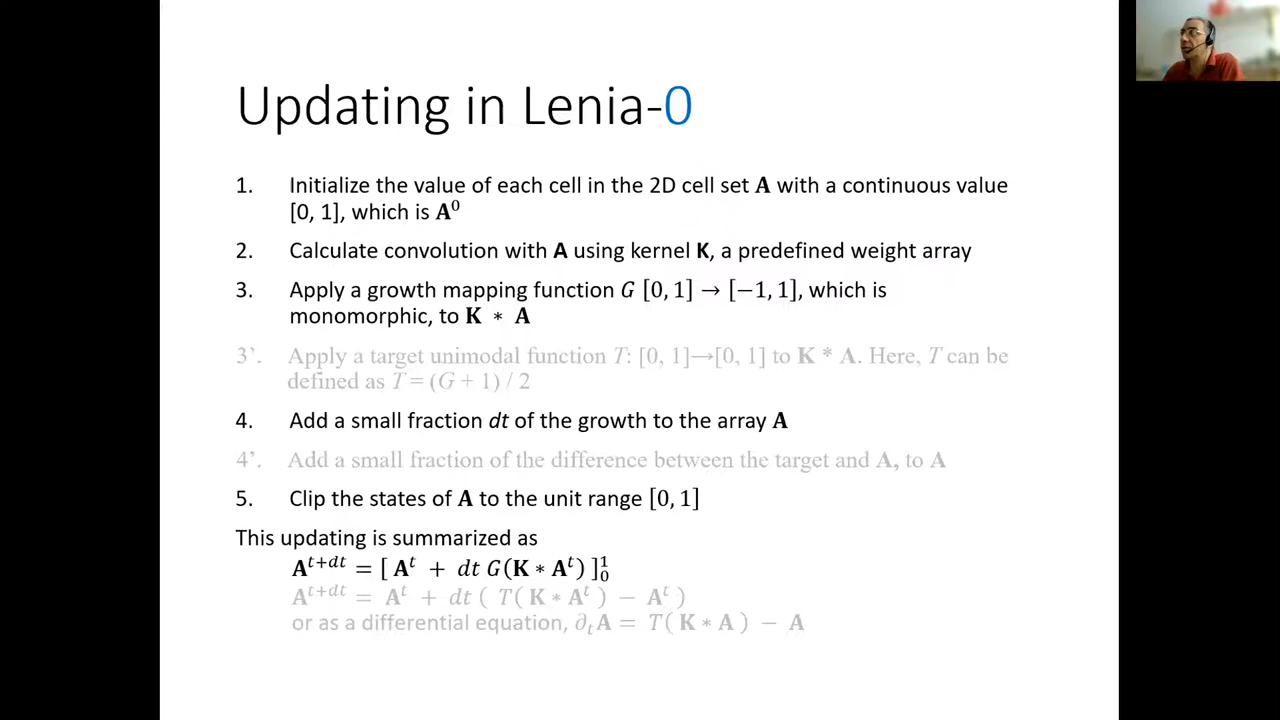 Updating in Lenia-0
1. Initialize the value of each cell in the 2D cell set A with a continuous value
[0, 1], which is A⁰
2. Calculate convolution with A using kernel K, a predefined weight array
3. Apply a growth mapping function G [0, 1] → [−1, 1], which is
monomorphic, to K ∗ A
3’. Apply a target unimodal function T: [0, 1]→[0, 1] to K * A. Here, T can be
defined as T = (G + 1) / 2
4. Add a small fraction dt of the growth to the array A
4’. Add a small fraction of the difference between the target and A, to A
5. Clip the states of A to the unit range [0, 1]
This updating is summarized as
A^{t+dt} = [ A^t + dt G(K ∗ A^t) ]_0^1
A^{t+dt} = A^t + dt ( T( K ∗ A^t ) − A^t )
or as a differential equation, ∂_t A = T( K ∗ A ) − A